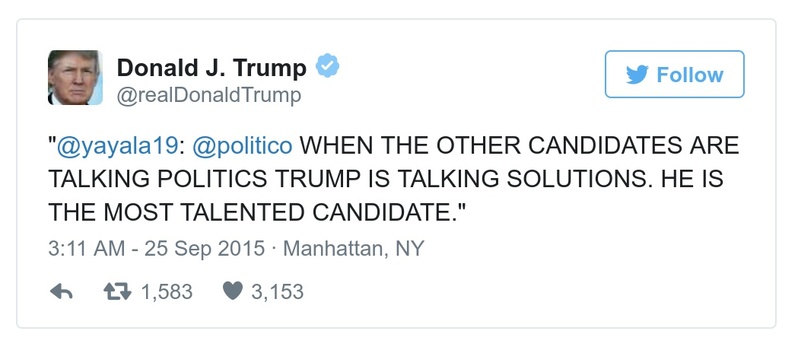 Donald J. Trump
@realDonaldTrump
Follow
"@yayala19: @politico WHEN THE OTHER CANDIDATES ARE
TALKING POLITICS TRUMP IS TALKING SOLUTIONS. HE IS
THE MOST TALENTED CANDIDATE."
3:11 AM - 25 Sep 2015 · Manhattan, NY
1,583 3,153